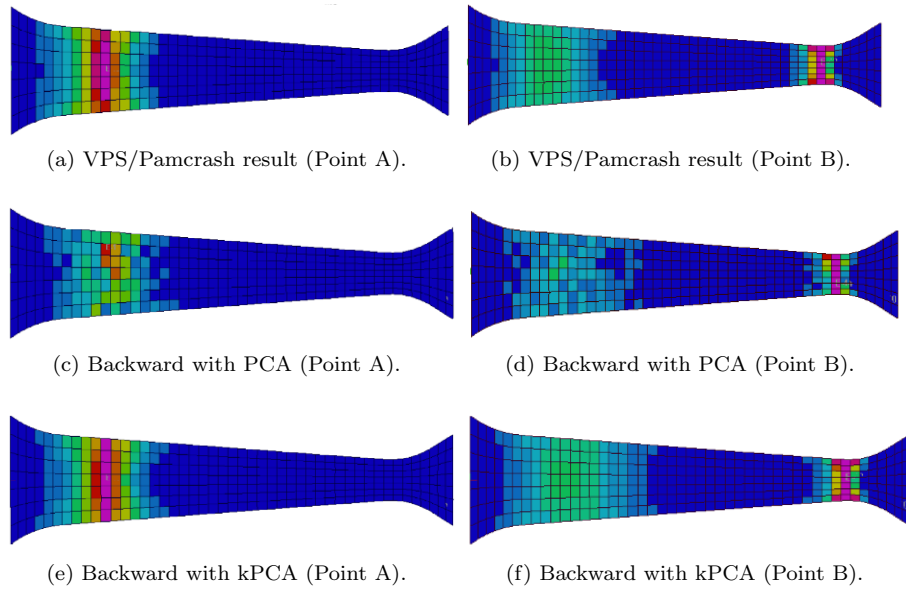 (a) VPS/Pamcrash result (Point A).
(b) VPS/Pamcrash result (Point B).
(c) Backward with PCA (Point A).
(d) Backward with PCA (Point B).
(e) Backward with kPCA (Point A).
(f) Backward with kPCA (Point B).